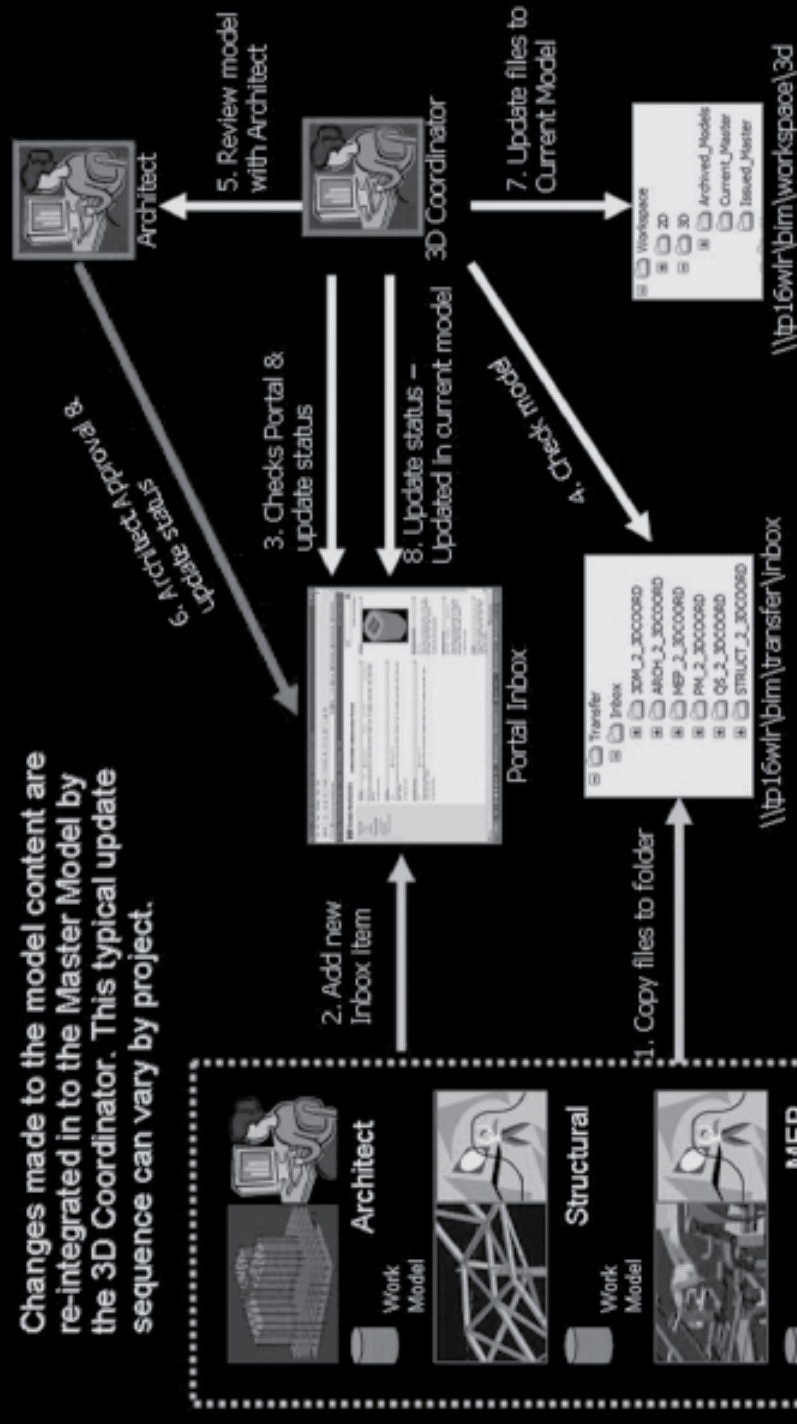 Changes made to the model content are
re-integrated in to the Master Model by
the 3D Coordinator. This typical update
sequence can vary by project.
Architect
Work
Model
Structural
Work
Model
MEP
2. Add new
Inbox Item
1. Copy files to folder
6. Architect Approval &
update status
3. Checks Portal &
update status
8. Update status –
Updated in current model
4. Check model
Portal Inbox
Transfer
Inbox
3DM_2_3DCOORD
ARCH_2_3DCOORD
MEP_2_3DCOORD
PM_2_3DCOORD
QS_2_3DCOORD
STRUCT_2_3DCOORD
\\tp16wlr\bim\transfer\inbox
Architect
5. Review model
with Architect
3D Coordinator
7. Update files to
Current Model
Workspace
2D
3D
Archived_Models
Current_Master
Issued_Master
\\tp16wlr\bim\workspace\3d